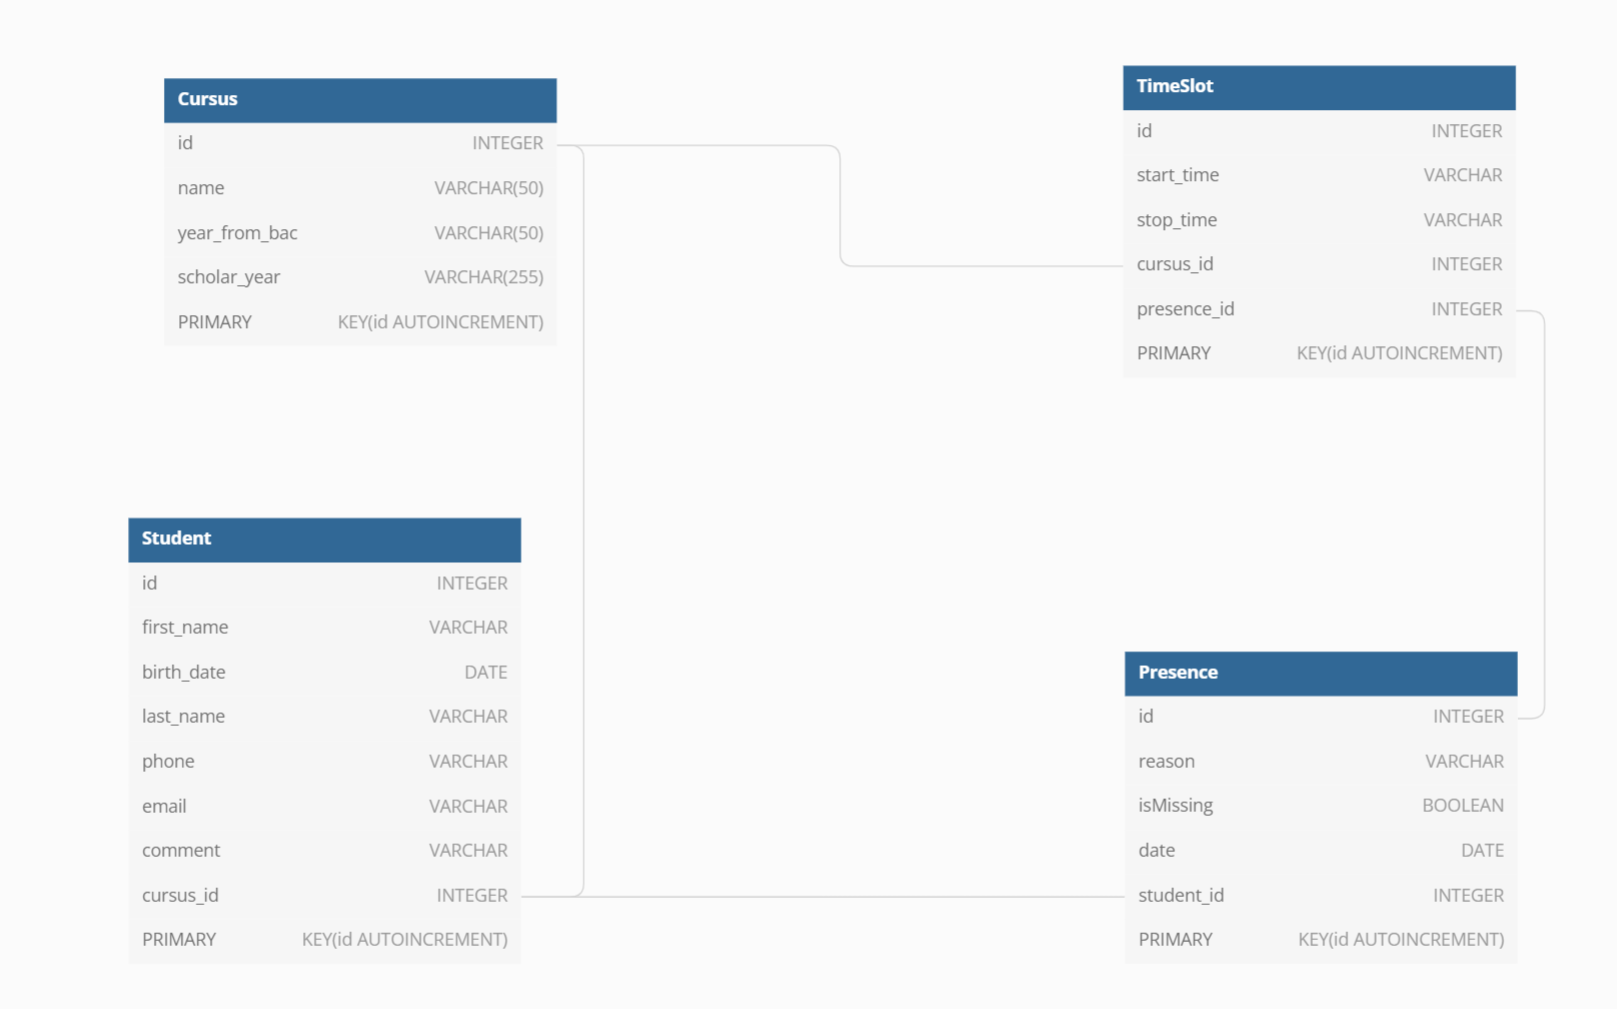 Cursus
id INTEGER
name VARCHAR(50)
year_from_bac VARCHAR(50)
scholar_year VARCHAR(255)
PRIMARY KEY(id AUTOINCREMENT)
TimeSlot
id INTEGER
start_time VARCHAR
stop_time VARCHAR
cursus_id INTEGER
presence_id INTEGER
PRIMARY KEY(id AUTOINCREMENT)
Student
id INTEGER
first_name VARCHAR
birth_date DATE
last_name VARCHAR
phone VARCHAR
email VARCHAR
comment VARCHAR
cursus_id INTEGER
PRIMARY KEY(id AUTOINCREMENT)
Presence
id INTEGER
reason VARCHAR
isMissing BOOLEAN
date DATE
student_id INTEGER
PRIMARY KEY(id AUTOINCREMENT)